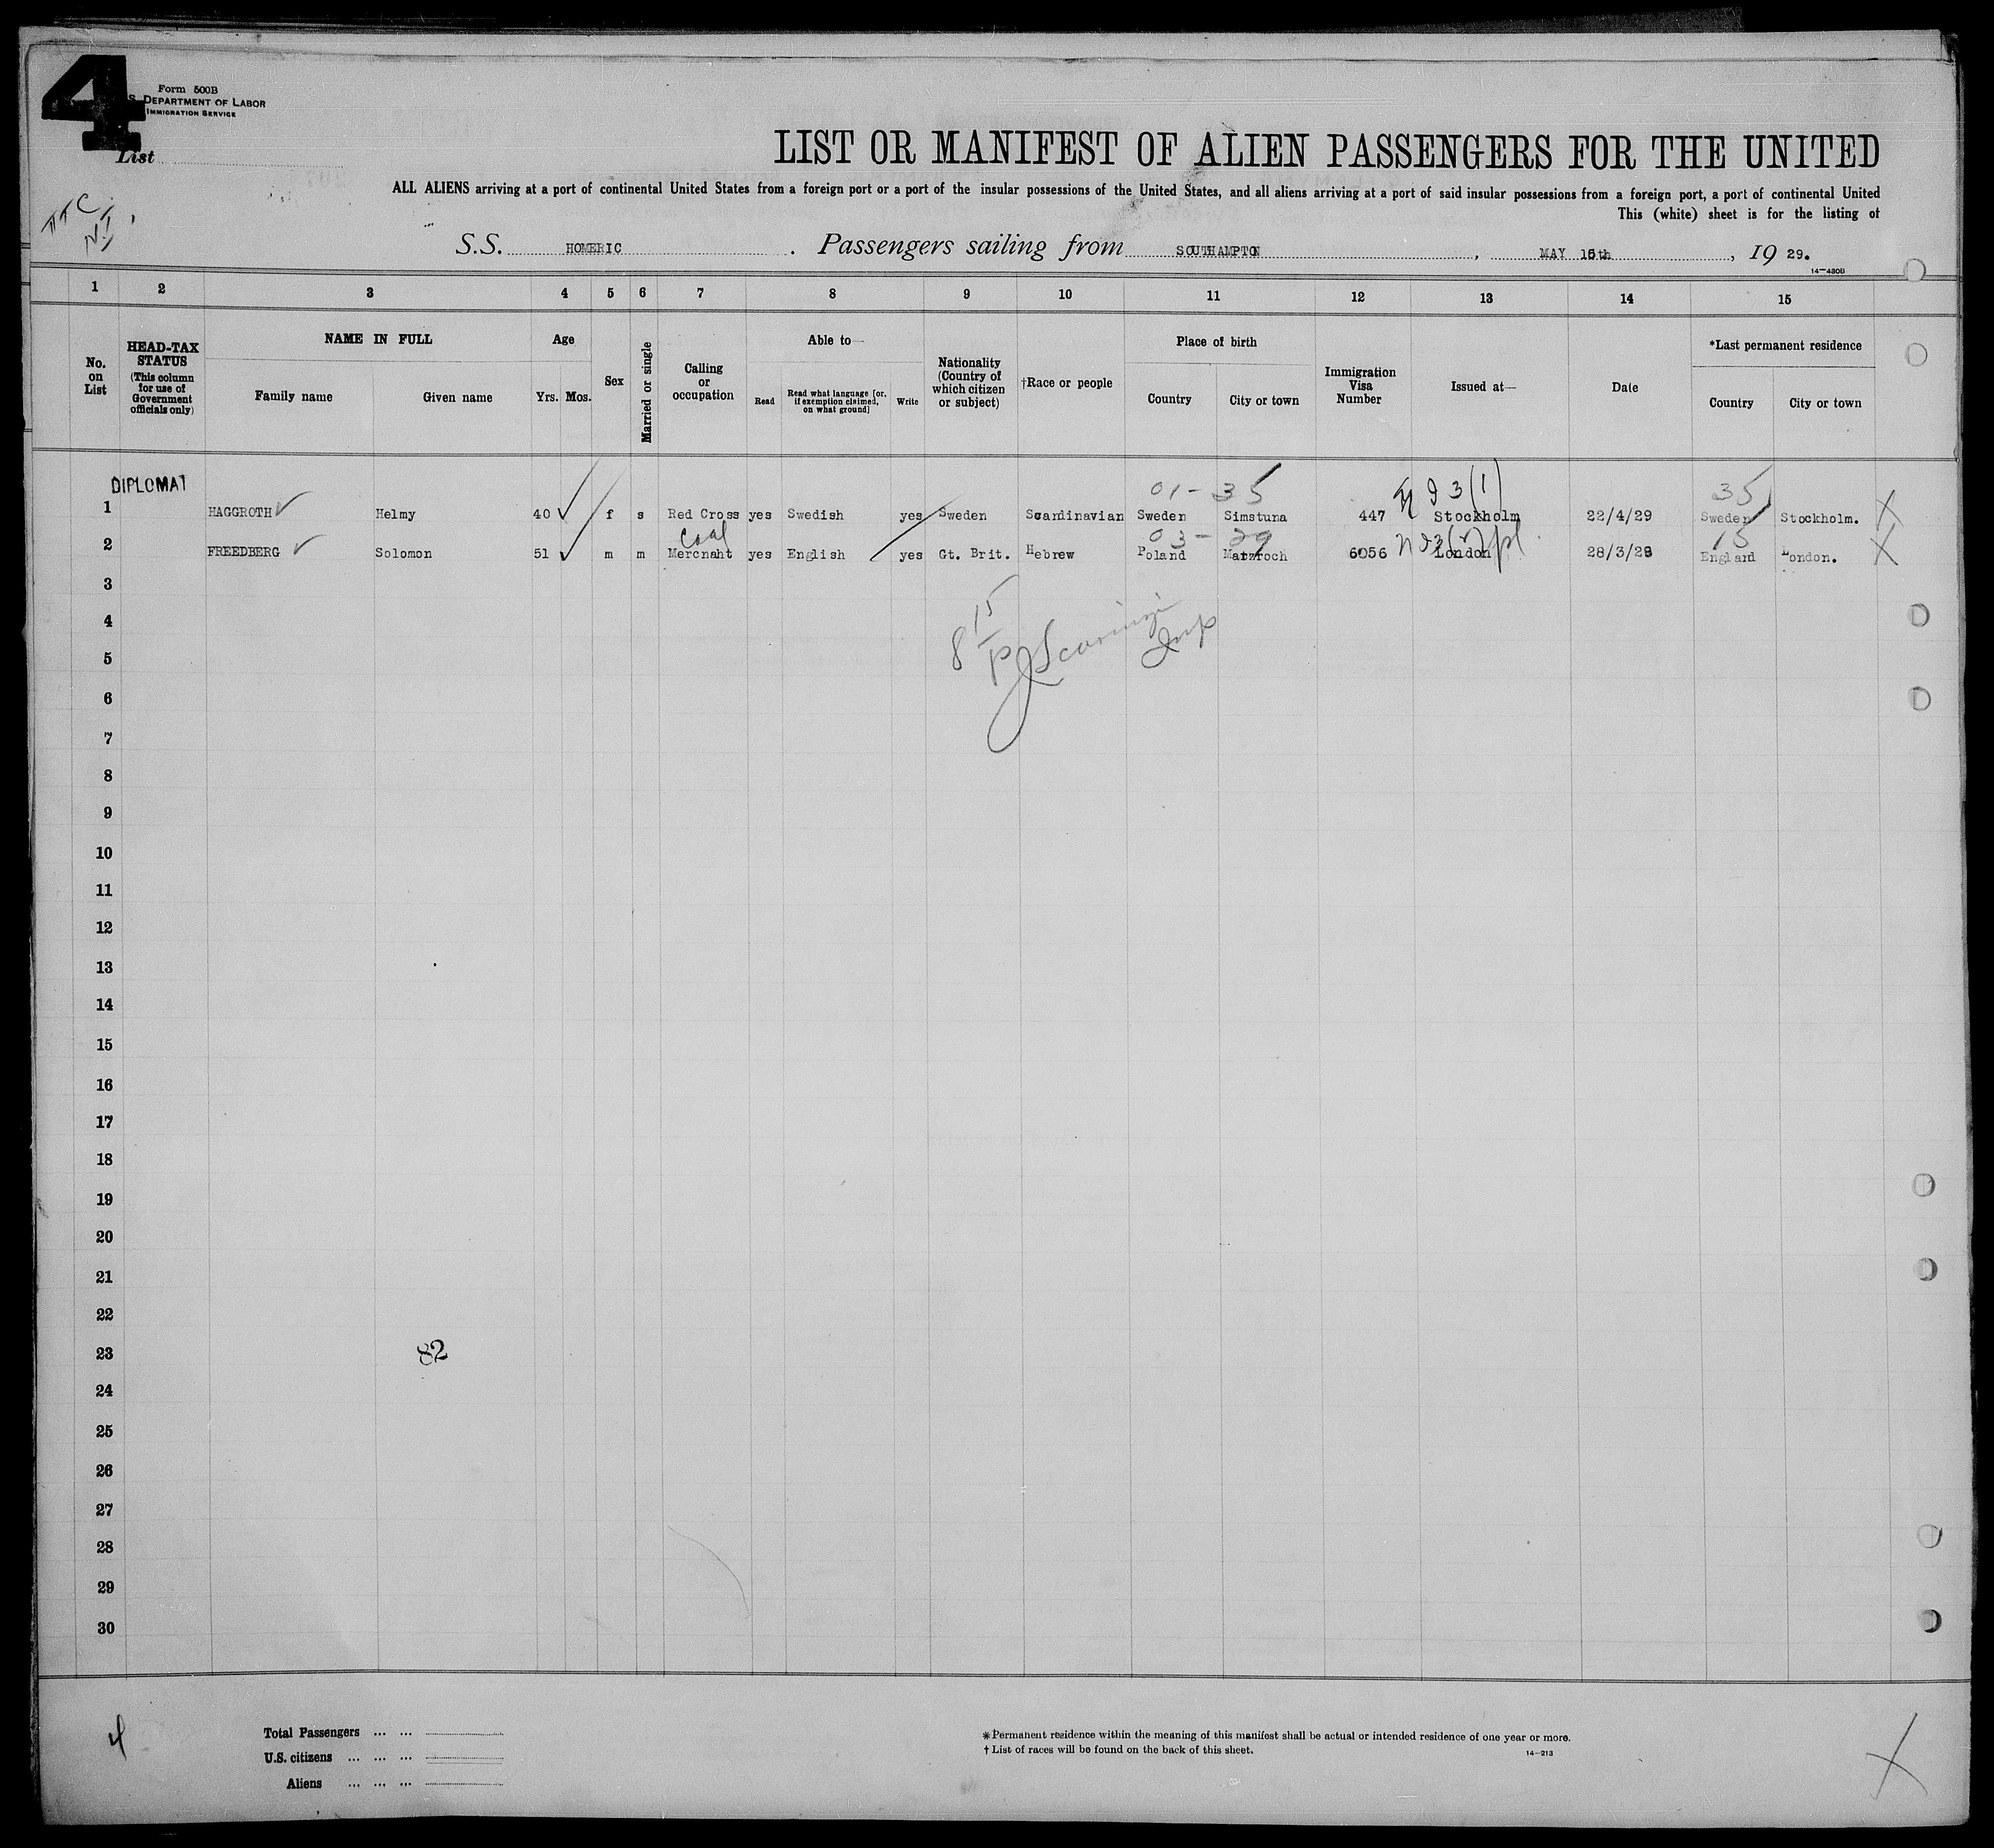 4
Form 500B
S. DEPARTMENT OF LABOR
IMMIGRATION SERVICE
List
LIST OR MANIFEST OF ALIEN PASSENGERS FOR THE UNITED
ALL ALIENS arriving at a port of continental United States from a foreign port or a port of the insular possessions of the United States, and all aliens arriving at a port of said insular possessions from a foreign port, a port of continental United
This (white) sheet is for the listing of
S.S. HOMERIC. Passengers sailing from SOUTHAMPTON, MAY 15th, 19 29.
14-430B
1 2 3 4 5 6 7 8 9 10 11 12 13 14 15
No. on List
HEAD-TAX STATUS (This column for use of Government officials only)
NAME IN FULL
Family name Given name
Age
Yrs. Mos.
Sex
Married or single
Calling or occupation
Able to—
Read Read what language [or, if exemption claimed, on what ground] Write
Nationality (Country of which citizen or subject)
†Race or people
Place of birth
Country City or town
Immigration Visa Number
Issued at—
Date
*Last permanent residence
Country City or town
DIPLOMAT 01-35 35
1 HAGGROTH Helmy 40 f s Red Cross yes Swedish yes Sweden Scandinavian Sweden Simstuna 447 Stockholm 22/4/29 Sweden Stockholm. X
Coal 03-29 15
2 FREEDBERG Solomon 51 m m Mercnaht yes English yes Gt. Brit. Hebrew Poland 6056 London 28/3/29 England London. X
3
4
5
6
7
8
9
10
11
12
13
14
15
16
17
18
19
20
21
22
23 82
24
25
26
27
28
29
30
4
Total Passengers ... ...
U.S. citizens ... ... ...
Aliens ... ... ...
*Permanent residence within the meaning of this manifest shall be actual or intended residence of one year or more.
† List of races will be found on the back of this sheet.
14-213
X